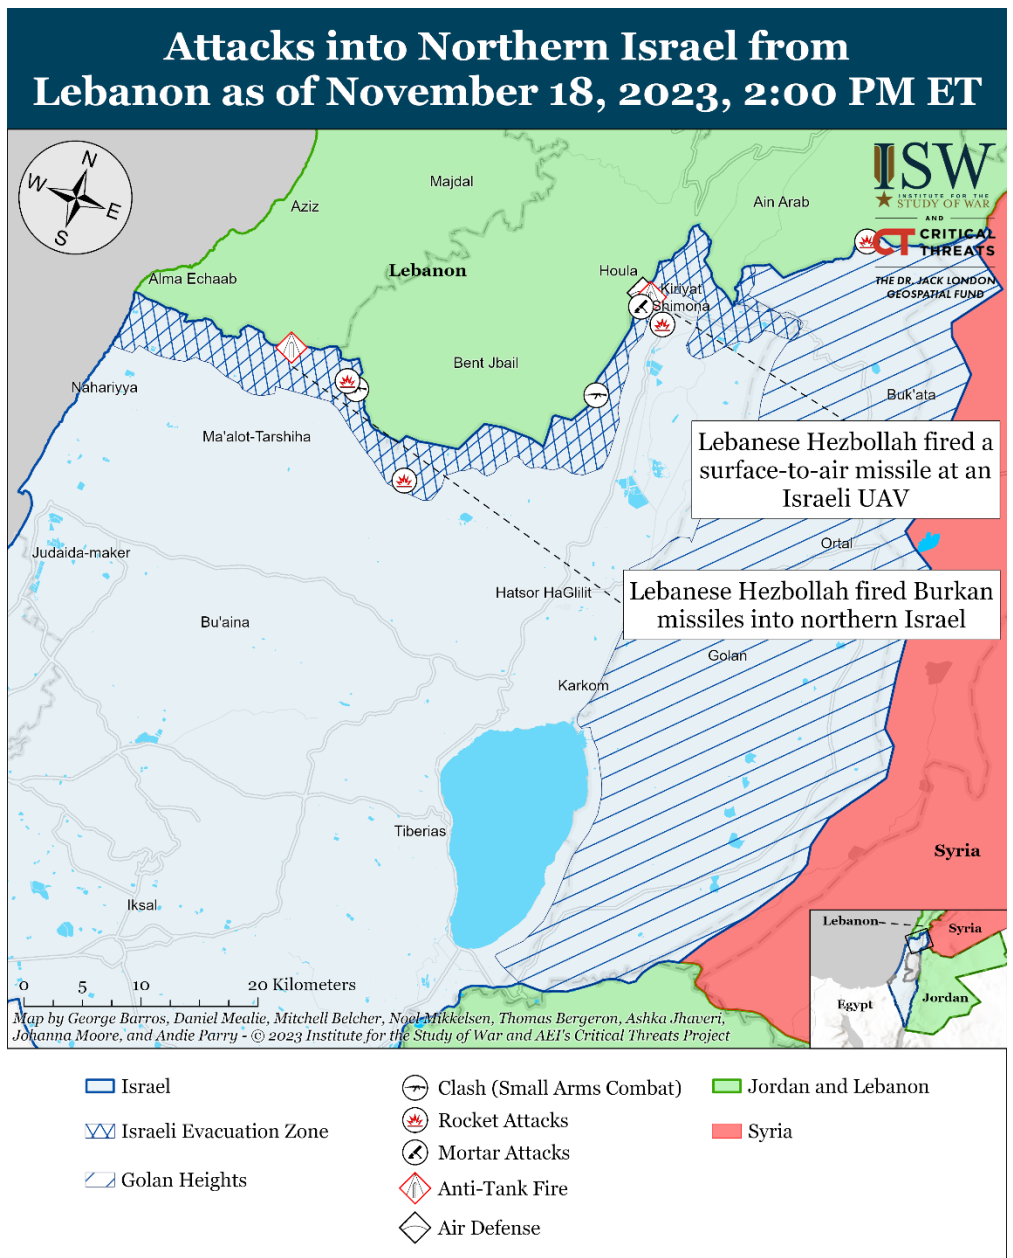 Attacks into Northern Israel from
Lebanon as of November 18, 2023, 2:00 PM ET
N
W
E
S
ISW
INSTITUTE FOR THE
STUDY OF WAR
AND
CT CRITICAL
THREATS
THE DR. JACK LONDON
GEOSPATIAL FUND
Majdal
Aziz
Ain Arab
Lebanon
Houla
Alma Echaab
Kiriyat
Shmona
Bent Jbail
Nahariyya
Buk'ata
Ma'alot-Tarshiha
Lebanese Hezbollah fired a
surface-to-air missile at an
Israeli UAV
Ortal
Judaida-maker
Hatsor HaGlilit
Lebanese Hezbollah fired Burkan
missiles into northern Israel
Bu'aina
Golan
Karkom
Tiberias
Syria
Iksal
0 5 10 20 Kilometers
Map by George Barros, Daniel Mealie, Mitchell Belcher, Noel Mikkelsen, Thomas Bergeron, Ashka Jhaveri,
Johanna Moore, and Andie Parry - © 2023 Institute for the Study of War and AEI's Critical Threats Project
Lebanon
Syria
Egypt
Jordan
Israel
Israeli Evacuation Zone
Golan Heights
Clash (Small Arms Combat)
Rocket Attacks
Mortar Attacks
Anti-Tank Fire
Air Defense
Jordan and Lebanon
Syria